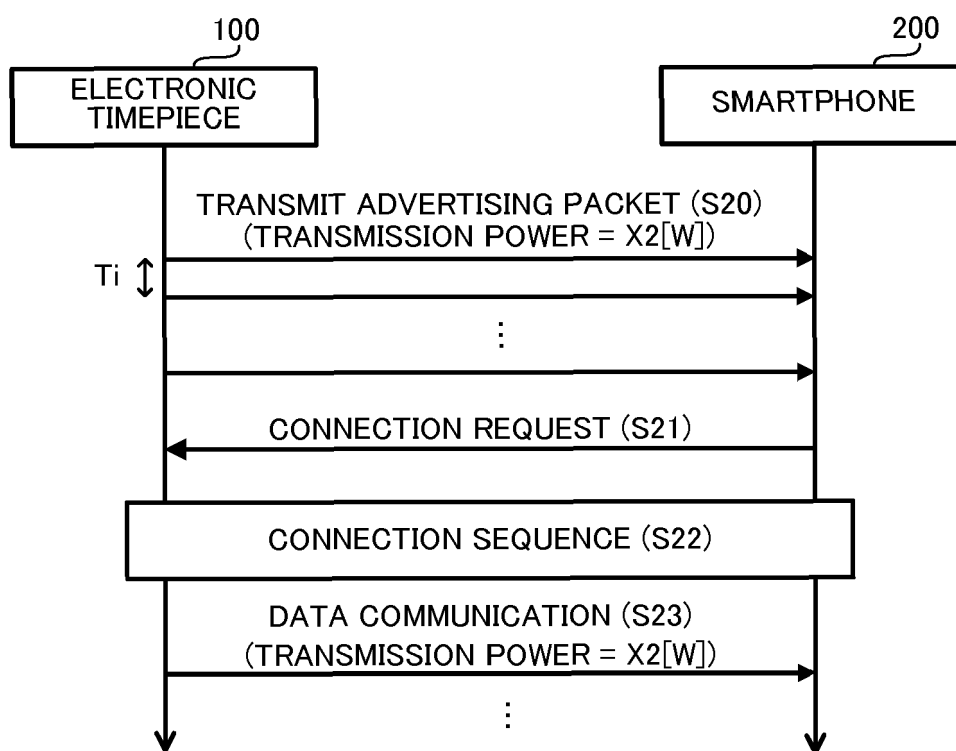 100
200
ELECTRONIC
TIMEPIECE
SMARTPHONE
TRANSMIT ADVERTISING PACKET (S20)
(TRANSMISSION POWER = X2[W])
Ti
⋮
CONNECTION REQUEST (S21)
CONNECTION SEQUENCE (S22)
DATA COMMUNICATION (S23)
(TRANSMISSION POWER = X2[W])
⋮